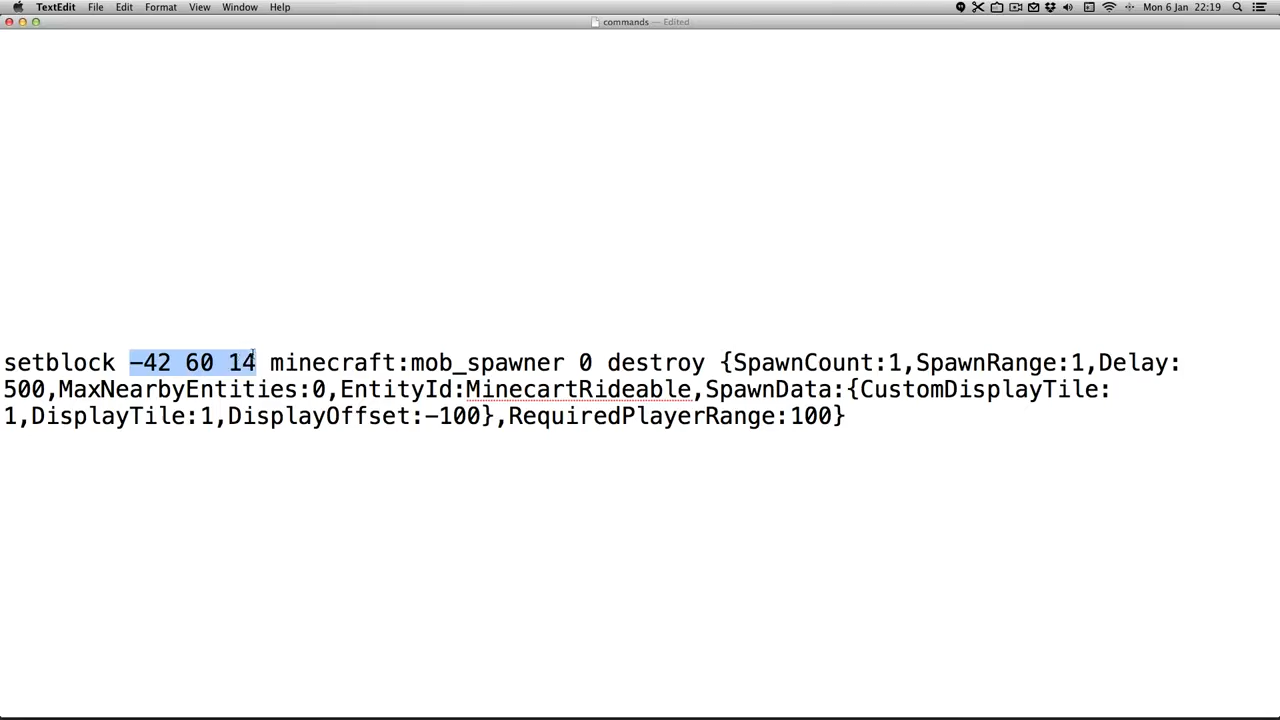 TextEdit File Edit Format View Window Help Mon 6 Jan 22:19
commands — Edited
setblock -42 60 14 minecraft:mob_spawner 0 destroy {SpawnCount:1,SpawnRange:1,Delay:
500,MaxNearbyEntities:0,EntityId:MinecartRideable,SpawnData:{CustomDisplayTile:
1,DisplayTile:1,DisplayOffset:-100},RequiredPlayerRange:100}